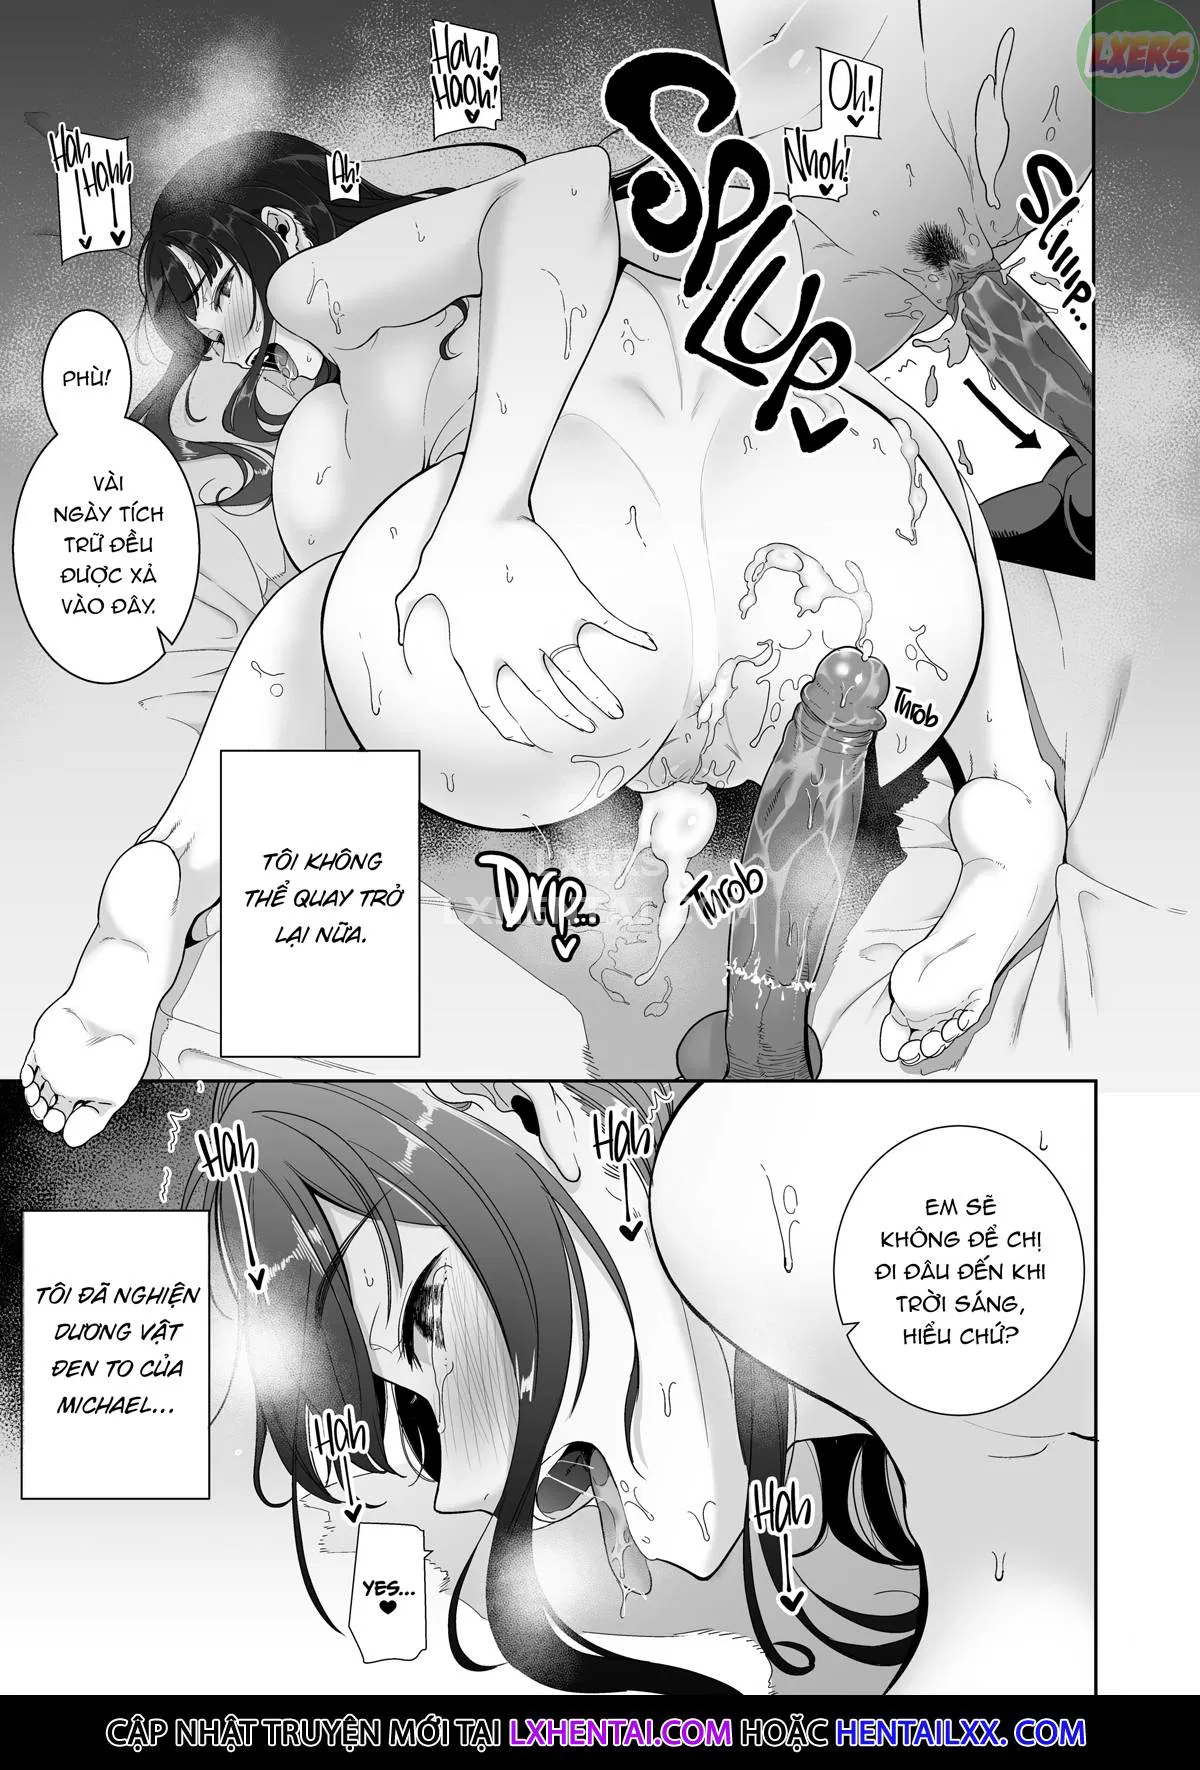 LXERS
Hah!
Haah!
Oh!
Nhoh!
Hah
Hahh
Ah!
SPLUP
Sluuup...
PHÙ!
VÀI
NGÀY TÍCH
TRỮ ĐỀU
ĐƯỢC XẢ
VÀO ĐÂY.
Throb
TÔI KHÔNG
THỂ QUAY TRỞ
LẠI NỮA.
Drip...
Throb
Hah
Hah
EM SẼ
KHÔNG ĐỂ CHỊ
ĐI ĐÂU ĐẾN KHI
TRỜI SÁNG,
HIỂU CHỨ?
TÔI ĐÃ NGHIỆN
DƯƠNG VẬT
ĐEN TO CỦA
MICHAEL...
Hah
Hah
YES...
CẬP NHẬT TRUYỆN MỚI TẠI LXHENTAI.COM HOẶC HENTAILXX. COM